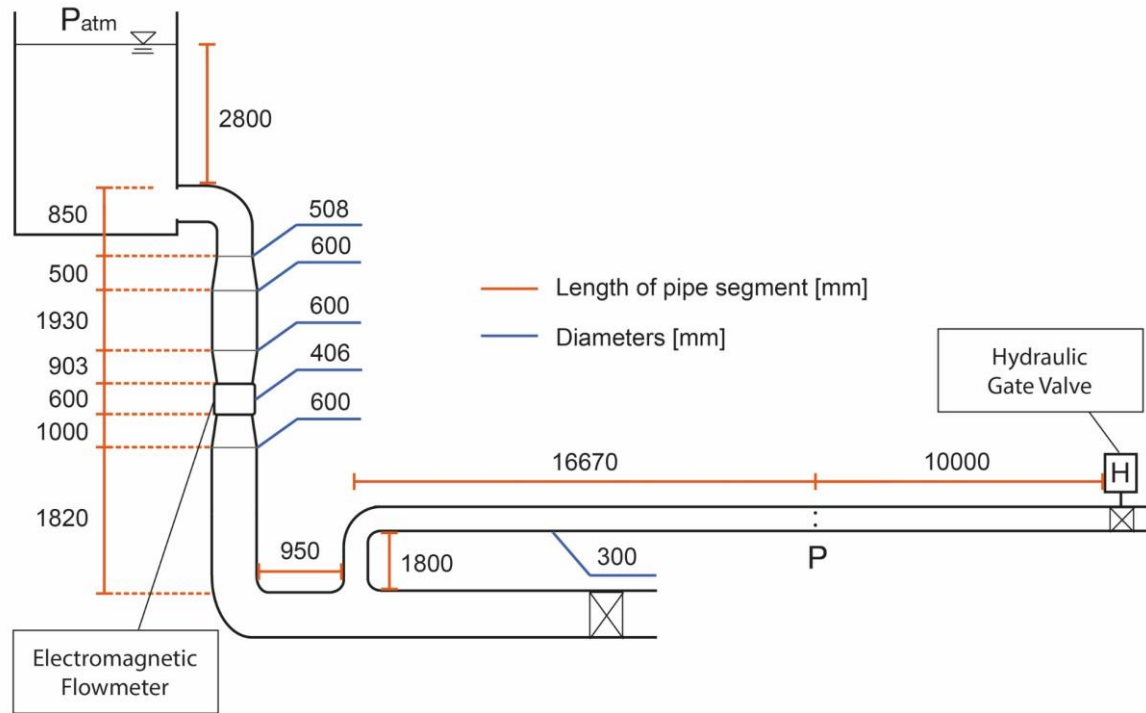 Patm
2800
850
508
600
500
1930
Length of pipe segment [mm]
600
Diameters [mm]
903
406
600
600
1000
Hydraulic
Gate Valve
16670
10000
H
1820
950
1800
300
P
Electromagnetic
Flowmeter